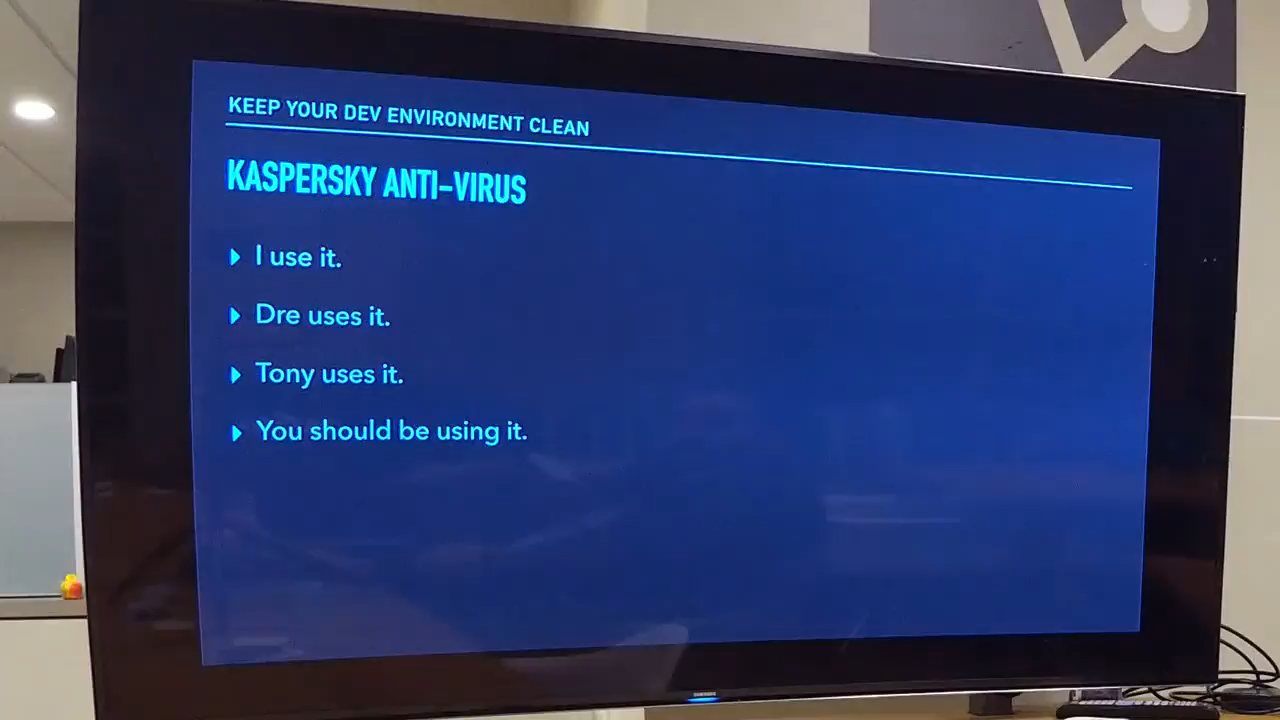 KEEP YOUR DEV ENVIRONMENT CLEAN
KASPERSKY ANTI-VIRUS
I use it.
Dre uses it.
Tony uses it.
You should be using it.
SAMSUNG